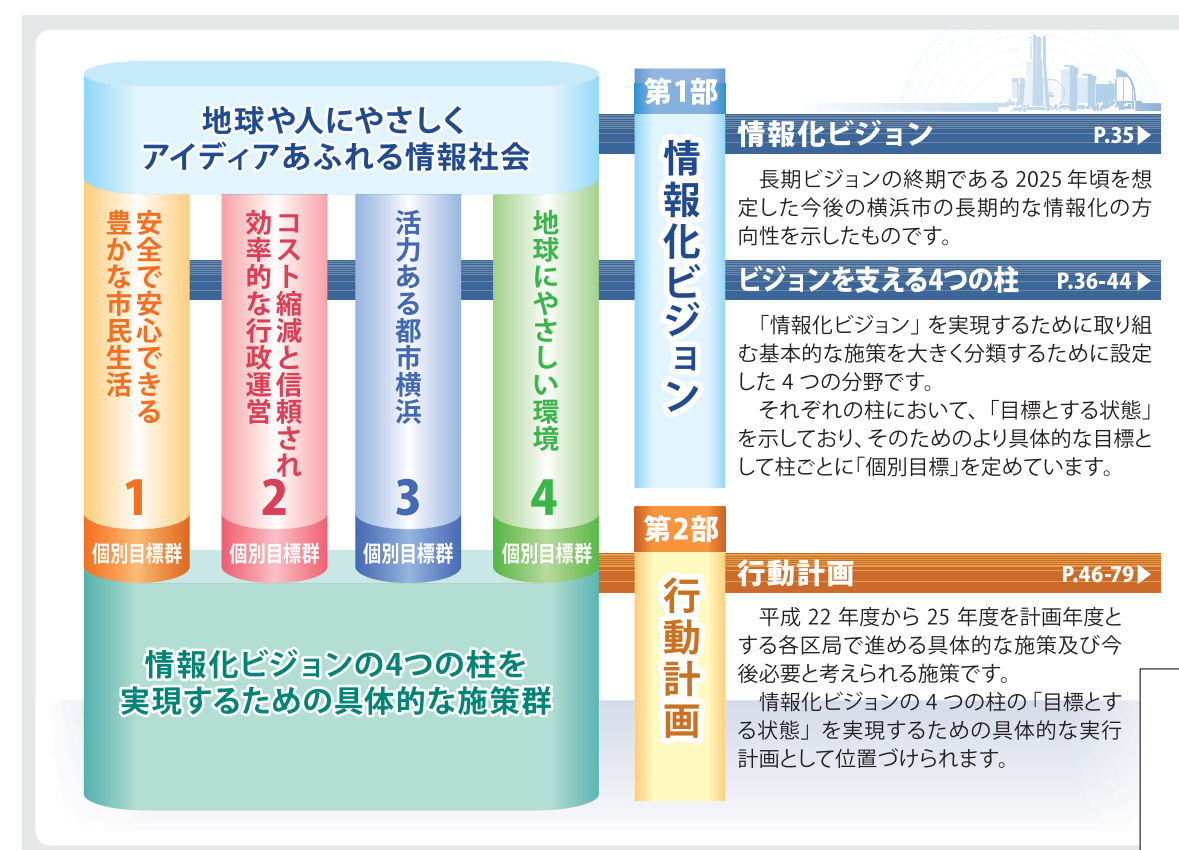 地球や人にやさしく
アイディアあふれる情報社会
安全で安心できる
豊かな市民生活
1
個別目標群
コスト縮減と信頼され
効率的な行政運営
2
個別目標群
活力ある都市横浜
3
個別目標群
地球にやさしい環境
4
個別目標群
情報化ビジョンの4つの柱を
実現するための具体的な施策群
第1部
情報化ビジョン
情報化ビジョン P.35▶
長期ビジョンの終期である 2025 年頃を想
定した今後の横浜市の長期的な情報化の方
向性を示したものです。
ビジョンを支える4つの柱 P.36-44▶
「情報化ビジョン」を実現するために取り組
む基本的な施策を大きく分類するために設定
した 4 つの分野です。
それぞれの柱において、「目標とする状態」
を示しており、そのためのより具体的な目標と
して柱ごとに「個別目標」を定めています。
第2部
行動計画
行動計画 P.46-79▶
平成 22 年度から 25 年度を計画年度と
する各区局で進める具体的な施策及び今
後必要と考えられる施策です。
情報化ビジョンの 4 つの柱の「目標とす
る状態」を実現するための具体的な実行
計画として位置づけられます。